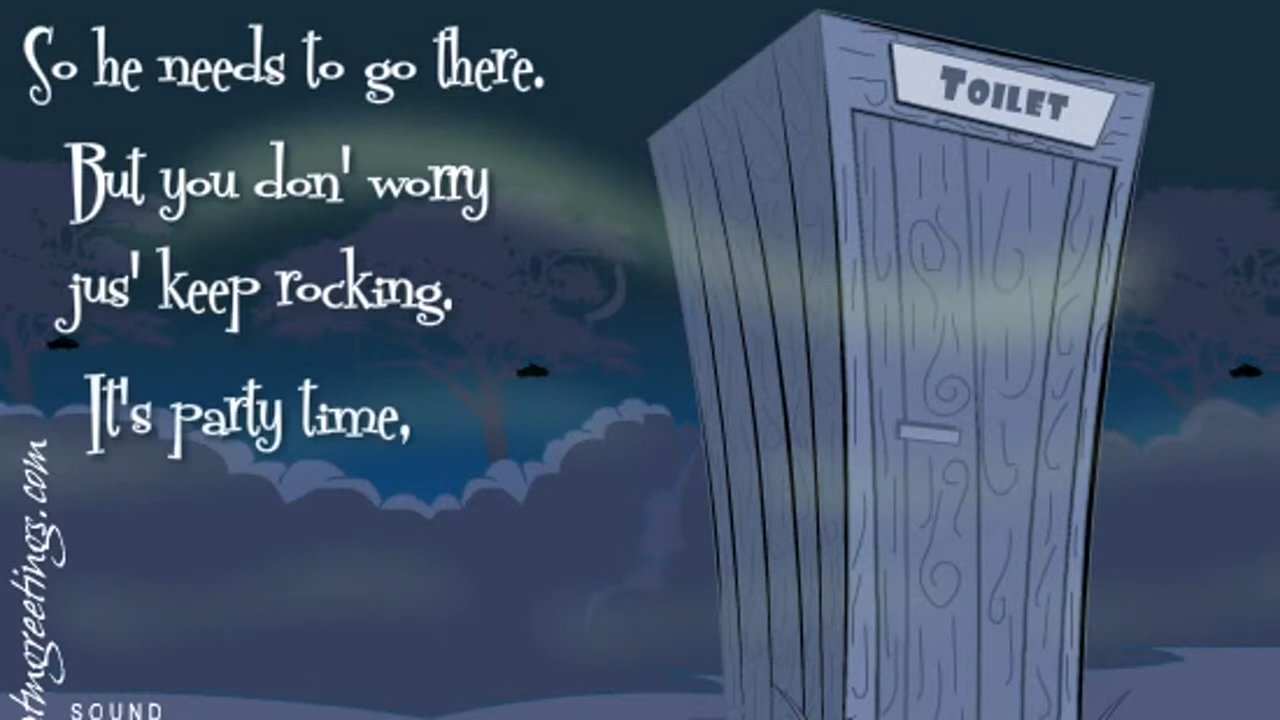 So he needs to go there.
TOILET
But you don' worry
jus' keep rocking.
It's party time,
SOUND